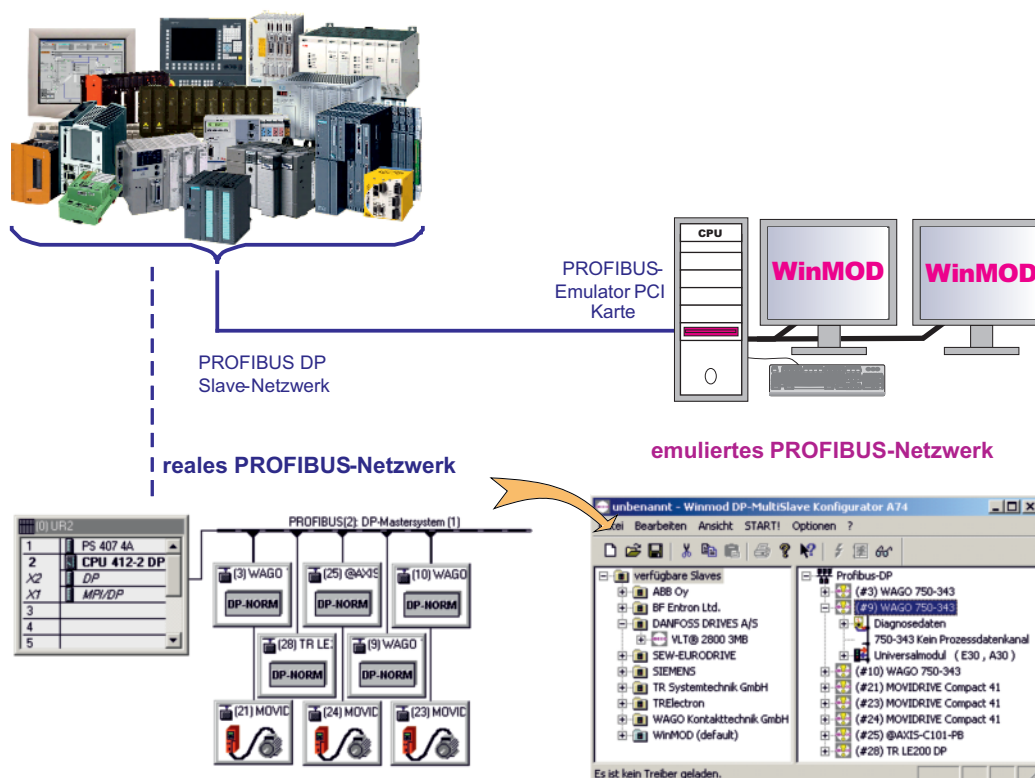 CPU
WinMOD
WinMOD
PROFIBUS-
Emulator PCI
Karte
PROFIBUS DP
Slave-Netzwerk
reales PROFIBUS-Netzwerk
emuliertes PROFIBUS-Netzwerk
(0) UR2
1 PS 407 4A
2 CPU 412-2 DP
X2 DP
X1 MPI/DP
3
4
5
PROFIBUS(2): DP-Mastersystem (1)
(3) WAGO
DP-NORM
(25) @AXIS
DP-NORM
(10) WAGO
DP-NORM
(28) TR LE:
DP-NORM
(9) WAGO
DP-NORM
(21) MOVID
(24) MOVID
(23) MOVID
unbenannt - Winmod DP-MultiSlave Konfigurator A74
tei Bearbeiten Ansicht START! Optionen ?
verfügbare Slaves
ABB Oy
BF Entron Ltd.
DANFOSS DRIVES A/S
VLT® 2800 3MB
SEW-EURODRIVE
SIEMENS
TR Systemtechnik GmbH
TRElectron
WAGO Kontakttechnik GmbH
WinMOD (default)
Profibus-DP
(#3) WAGO 750-343
(#9) WAGO 750-343
Diagnosedaten
750-343 Kein Prozessdatenkanal
Universalmodul ( E30 , A30 )
(#10) WAGO 750-343
(#21) MOVIDRIVE Compact 41
(#23) MOVIDRIVE Compact 41
(#24) MOVIDRIVE Compact 41
(#25) @AXIS-C101-PB
(#28) TR LE200 DP
Es ist kein Treiber geladen.